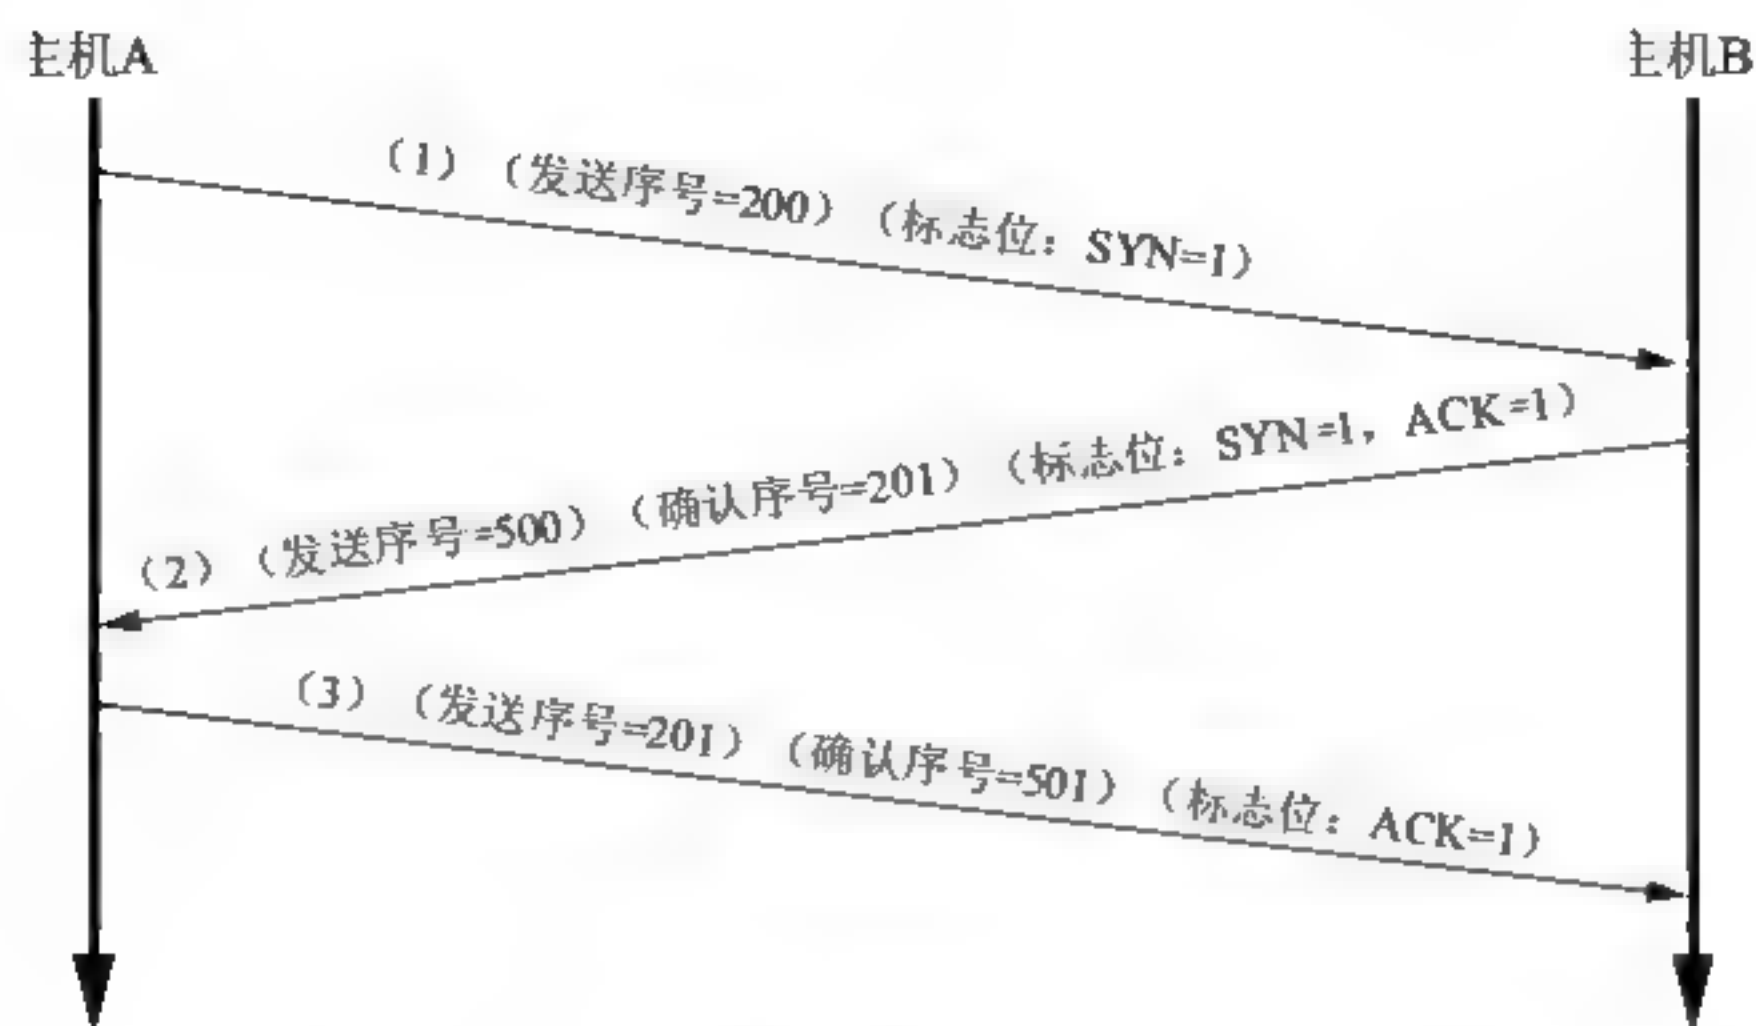 主机A
主机B
(1) (发送序号=200) (标志位: SYN=1)
(2) (发送序号=500) (确认序号=201) (标志位: SYN=1, ACK=1)
(3) (发送序号=201) (确认序号=501) (标志位: ACK=1)